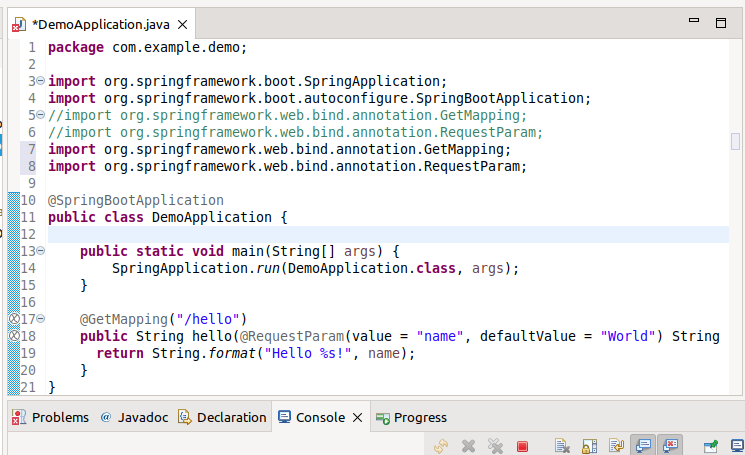 *DemoApplication.java
1 package com.example.demo;
2
3 import org.springframework.boot.SpringApplication;
4 import org.springframework.boot.autoconfigure.SpringBootApplication;
5 //import org.springframework.web.bind.annotation.GetMapping;
6 //import org.springframework.web.bind.annotation.RequestParam;
7 import org.springframework.web.bind.annotation.GetMapping;
8 import org.springframework.web.bind.annotation.RequestParam;
9
10 @SpringBootApplication
11 public class DemoApplication {
12
13     public static void main(String[] args) {
14         SpringApplication.run(DemoApplication.class, args);
15     }
16
17     @GetMapping("/hello")
18     public String hello(@RequestParam(value = "name", defaultValue = "World") String
19       return String.format("Hello %s!", name);
20     }
21 }
Problems @ Javadoc Declaration Console Progress